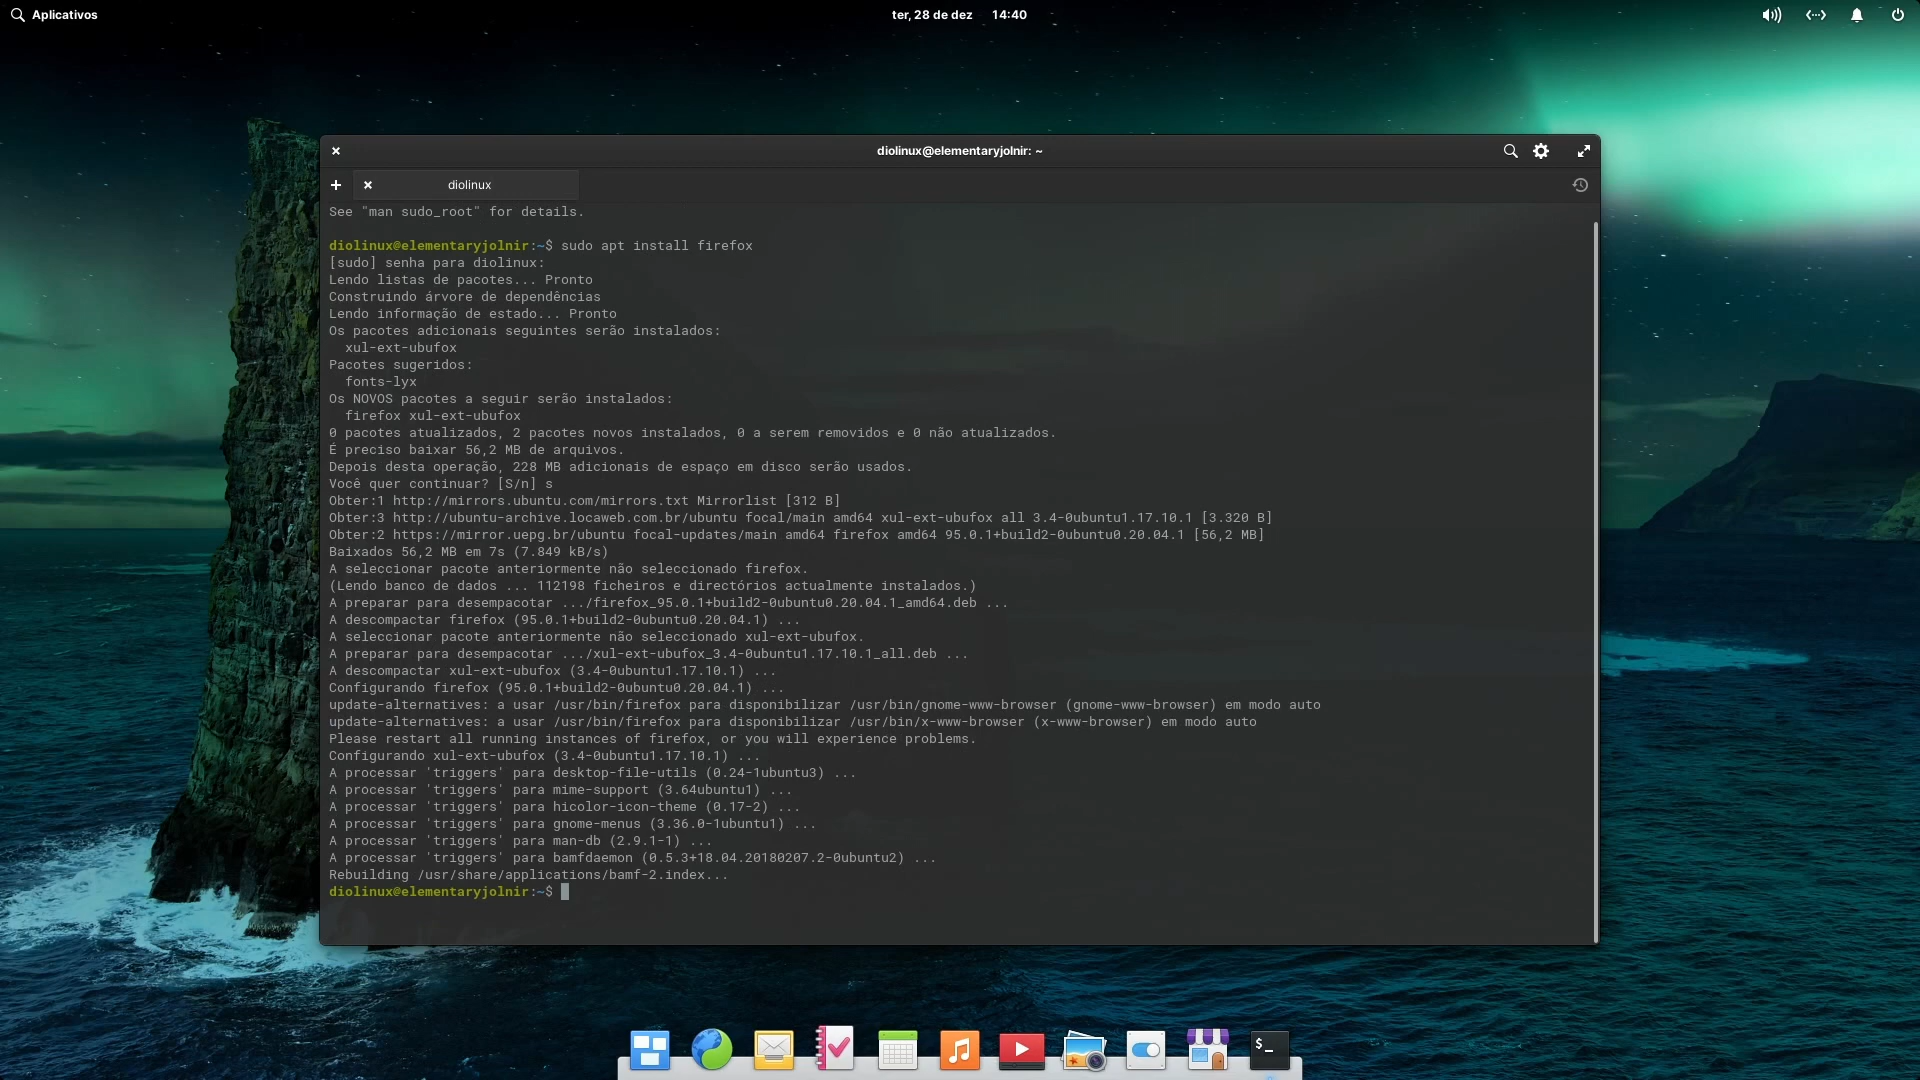 Aplicativos
ter, 28 de dez 14:40
diolinux@elementaryjolnir: ~
diolinux
See "man sudo_root" for details.
diolinux@elementaryjolnir:~$ sudo apt install firefox
[sudo] senha para diolinux:
Lendo listas de pacotes... Pronto
Construindo árvore de dependências
Lendo informação de estado... Pronto
Os pacotes adicionais seguintes serão instalados:
xul-ext-ubufox
Pacotes sugeridos:
fonts-lyx
Os NOVOS pacotes a seguir serão instalados:
firefox xul-ext-ubufox
0 pacotes atualizados, 2 pacotes novos instalados, 0 a serem removidos e 0 não atualizados.
É preciso baixar 56,2 MB de arquivos.
Depois desta operação, 228 MB adicionais de espaço em disco serão usados.
Você quer continuar? [S/n] s
Obter:1 http://mirrors.ubuntu.com/mirrors.txt Mirrorlist [312 B]
Obter:3 http://ubuntu-archive.locaweb.com.br/ubuntu focal/main amd64 xul-ext-ubufox all 3.4-0ubuntu1.17.10.1 [3.320 B]
Obter:2 https://mirror.uepg.br/ubuntu focal-updates/main amd64 firefox amd64 95.0.1+build2-0ubuntu0.20.04.1 [56,2 MB]
Baixados 56,2 MB em 7s (7.849 kB/s)
A seleccionar pacote anteriormente não seleccionado firefox.
(Lendo banco de dados ... 112198 ficheiros e directórios actualmente instalados.)
A preparar para desempacotar .../firefox_95.0.1+build2-0ubuntu0.20.04.1_amd64.deb ...
A descompactar firefox (95.0.1+build2-0ubuntu0.20.04.1) ...
A seleccionar pacote anteriormente não seleccionado xul-ext-ubufox.
A preparar para desempacotar .../xul-ext-ubufox_3.4-0ubuntu1.17.10.1_all.deb ...
A descompactar xul-ext-ubufox (3.4-0ubuntu1.17.10.1) ...
Configurando firefox (95.0.1+build2-0ubuntu0.20.04.1) ...
update-alternatives: a usar /usr/bin/firefox para disponibilizar /usr/bin/gnome-www-browser (gnome-www-browser) em modo auto
update-alternatives: a usar /usr/bin/firefox para disponibilizar /usr/bin/x-www-browser (x-www-browser) em modo auto
Please restart all running instances of firefox, or you will experience problems.
Configurando xul-ext-ubufox (3.4-0ubuntu1.17.10.1) ...
A processar 'triggers' para desktop-file-utils (0.24-1ubuntu3) ...
A processar 'triggers' para mime-support (3.64ubuntu1) ...
A processar 'triggers' para hicolor-icon-theme (0.17-2) ...
A processar 'triggers' para gnome-menus (3.36.0-1ubuntu1) ...
A processar 'triggers' para man-db (2.9.1-1) ...
A processar 'triggers' para bamfdaemon (0.5.3+18.04.20180207.2-0ubuntu2) ...
Rebuilding /usr/share/applications/bamf-2.index...
diolinux@elementaryjolnir:~$
$_